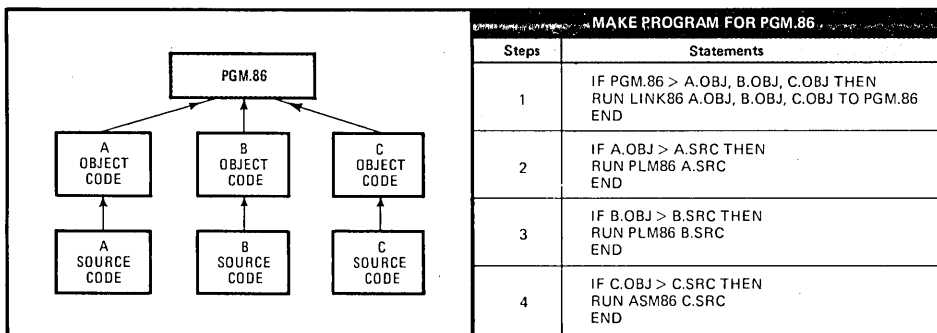 PGM.86
A
OBJECT
CODE
B
OBJECT
CODE
C
OBJECT
CODE
A
SOURCE
CODE
B
SOURCE
CODE
C
SOURCE
CODE
MAKE PROGRAM FOR PGM.86
Steps Statements
1
IF PGM.86 > A.OBJ, B.OBJ, C.OBJ THEN
RUN LINK86 A.OBJ, B.OBJ, C.OBJ TO PGM.86
END
2
IF A.OBJ > A.SRC THEN
RUN PLM86 A.SRC
END
3
IF B.OBJ > B.SRC THEN
RUN PLM86 B.SRC
END
4
IF C.OBJ > C.SRC THEN
RUN ASM86 C.SRC
END